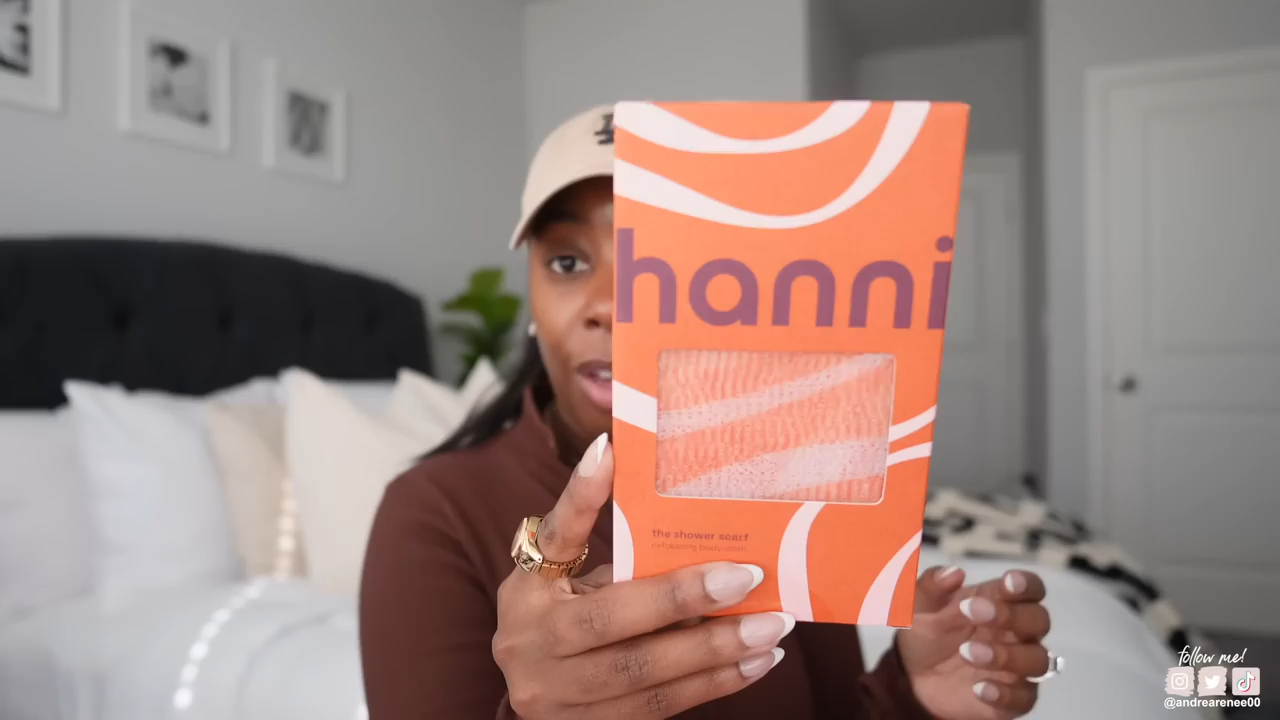 hanni
the shower scarf
exfoliating body cloth
follow me!
@andrearenee00